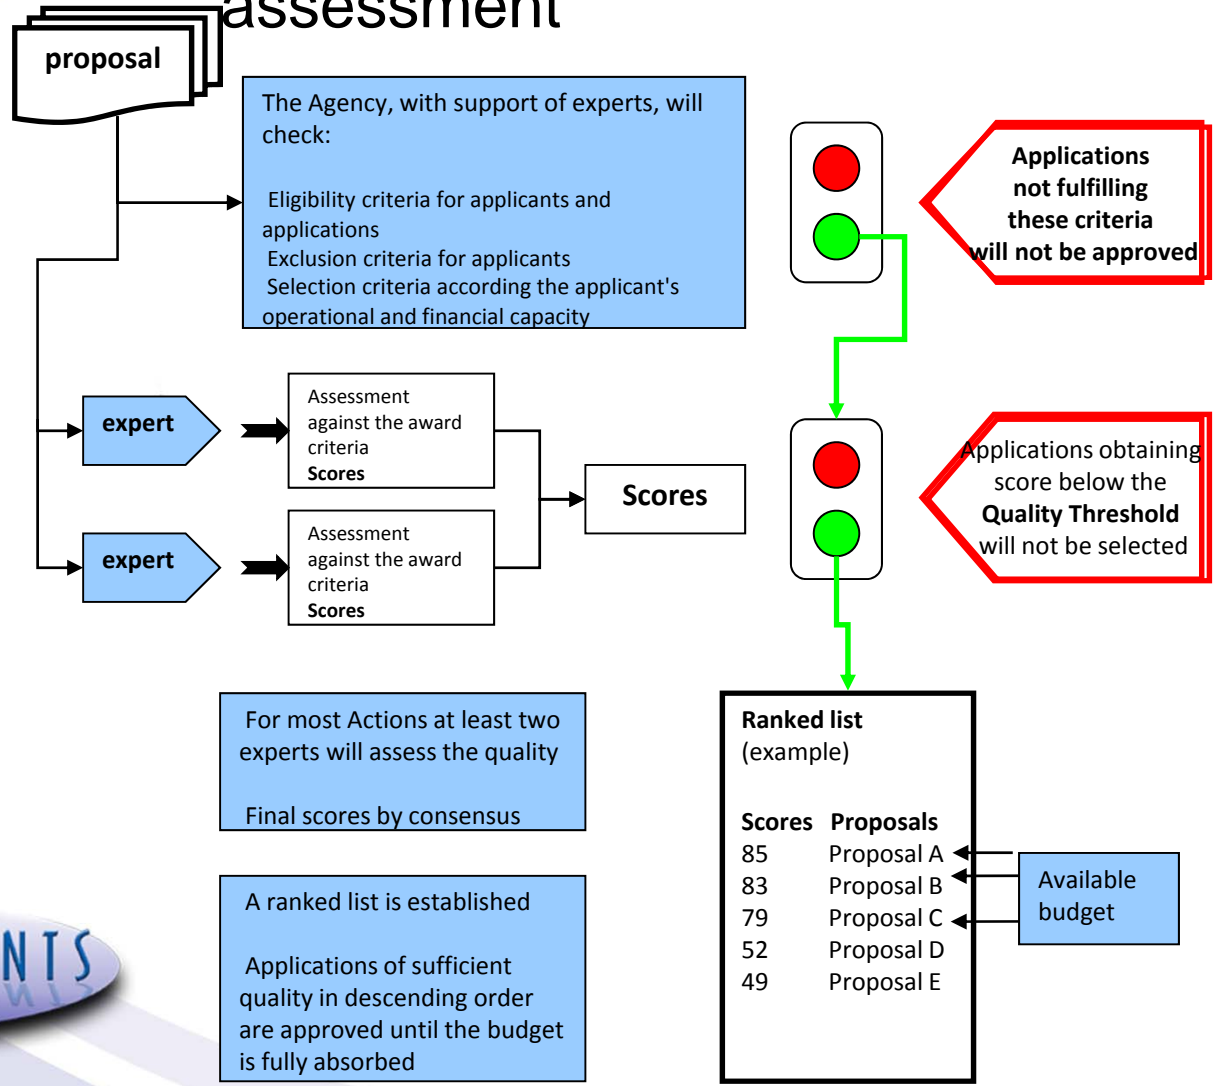 assessment
proposal
The Agency, with support of experts, will
check:
Eligibility criteria for applicants and
applications
Exclusion criteria for applicants
Selection criteria according the applicant's
operational and financial capacity
Applications
not fulfilling
these criteria
will not be approved
expert
Assessment
against the award
criteria
Scores
expert
Assessment
against the award
criteria
Scores
Scores
Applications obtaining
score below the
Quality Threshold
will not be selected
For most Actions at least two
experts will assess the quality
Final scores by consensus
A ranked list is established
Applications of sufficient
quality in descending order
are approved until the budget
is fully absorbed
Ranked list
(example)
Scores Proposals
85 Proposal A
83 Proposal B
79 Proposal C
52 Proposal D
49 Proposal E
Available
budget
NTS